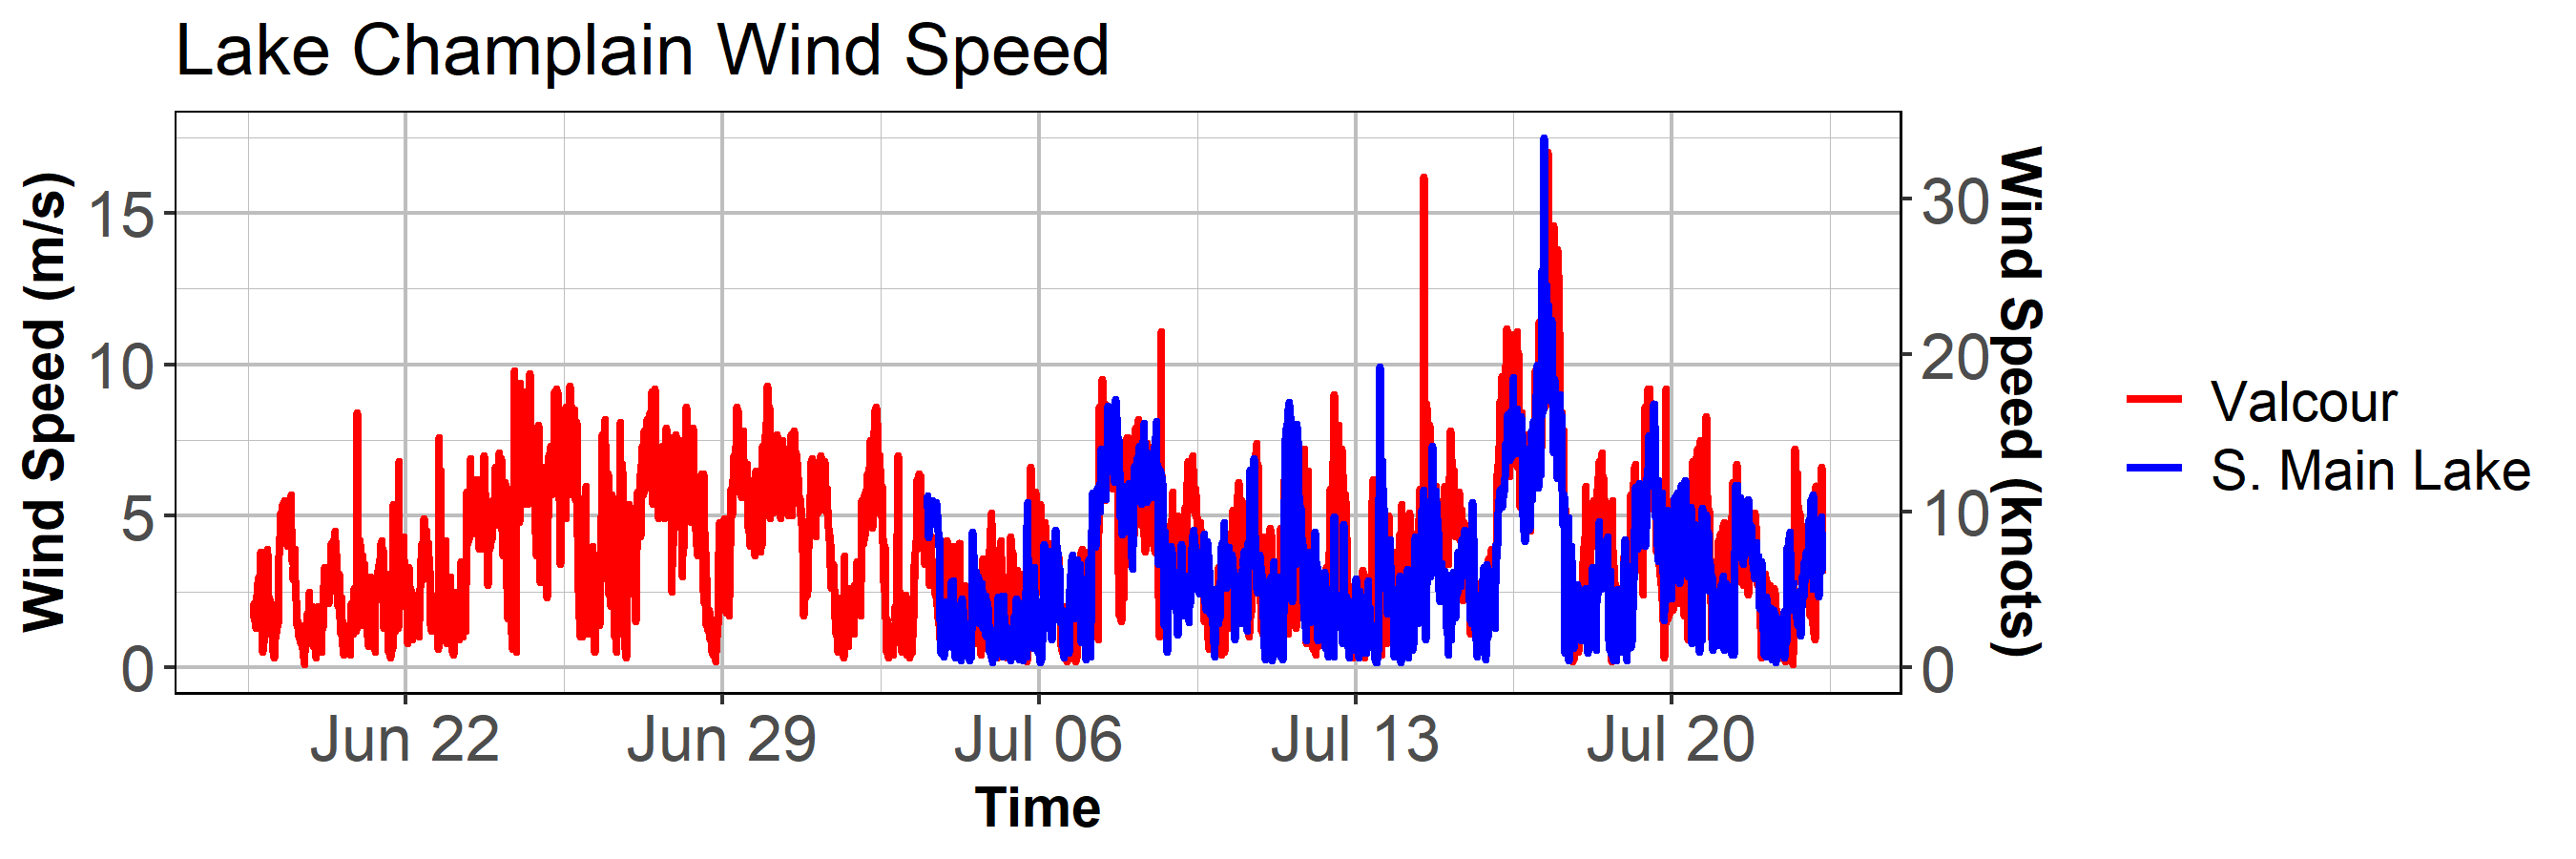 Lake Champlain Wind Speed
Wind Speed (m/s)
15
10
5
0
30
20
10
0
Wind Speed (knots)
Jun 22
Jun 29
Jul 06
Jul 13
Jul 20
Time
Valcour
S. Main Lake